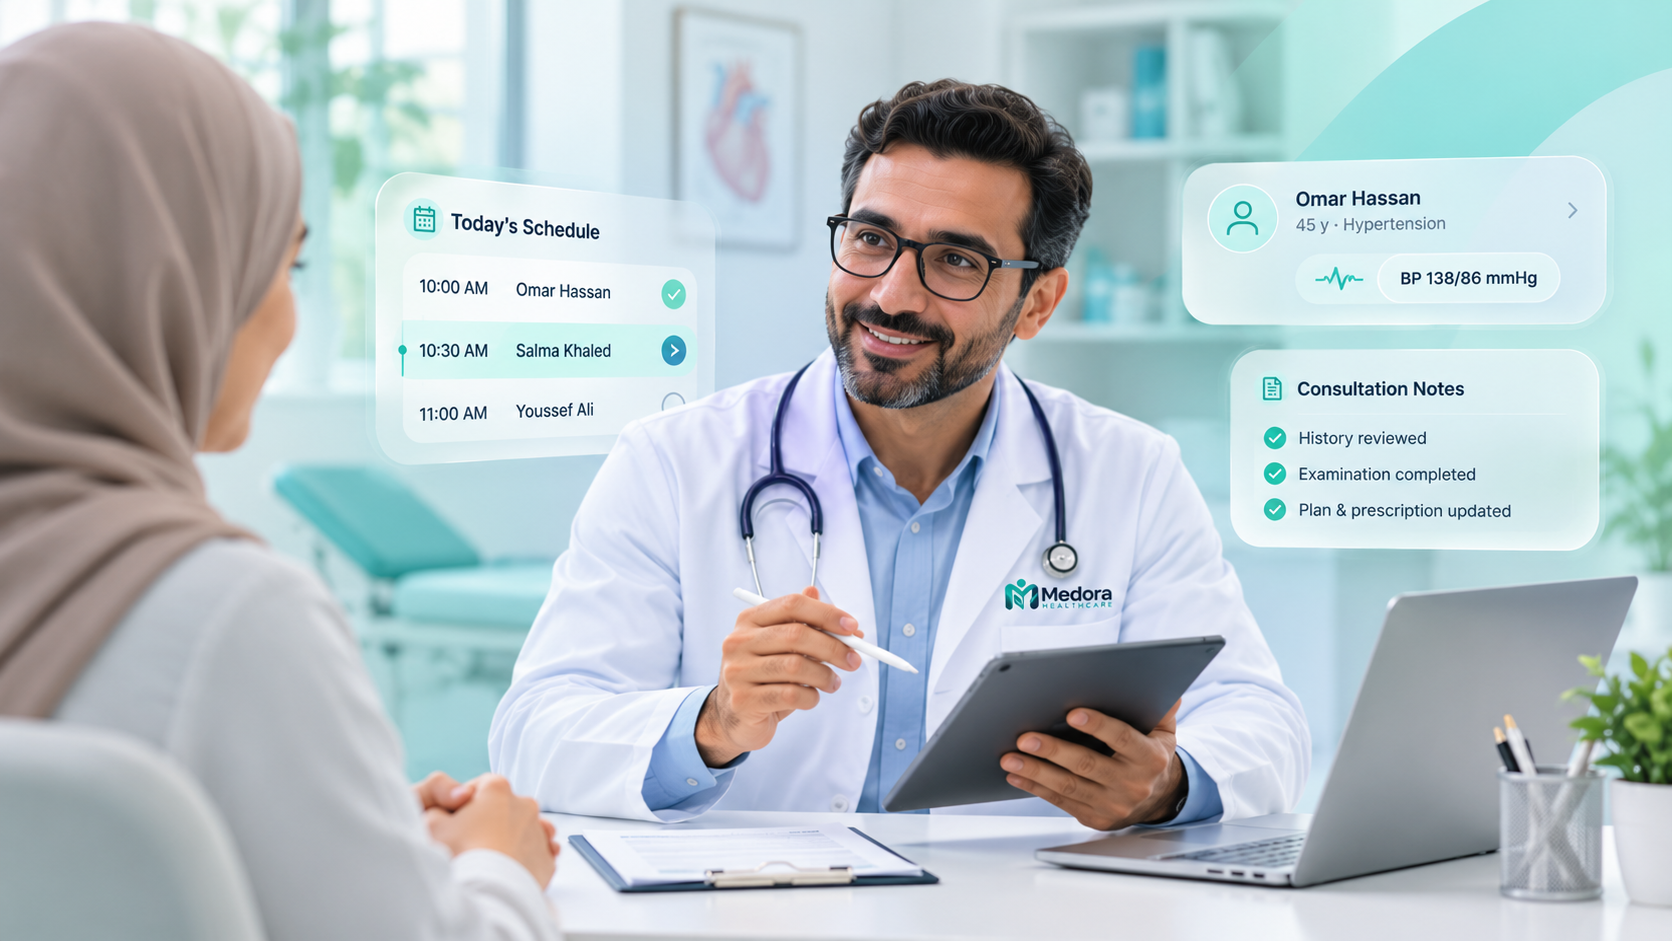 Today's Schedule
10:00 AM Omar Hassan
10:30 AM Salma Khaled
11:00 AM Youssef Ali
Omar Hassan
45 y · Hypertension
BP 138/86 mmHg
Consultation Notes
History reviewed
Examination completed
Plan & prescription updated
Medora
HEALTHCARE